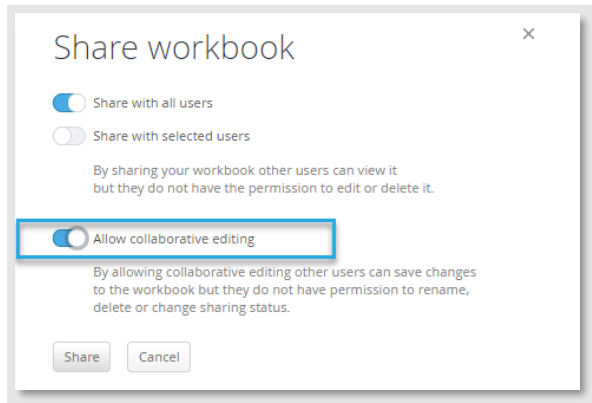 Share workbook
Share with all users
Share with selected users
By sharing your workbook other users can view it
but they do not have the permission to edit or delete it.
Allow collaborative editing
By allowing collaborative editing other users can save changes
to the workbook but they do not have permission to rename,
delete or change sharing status.
Share
Cancel